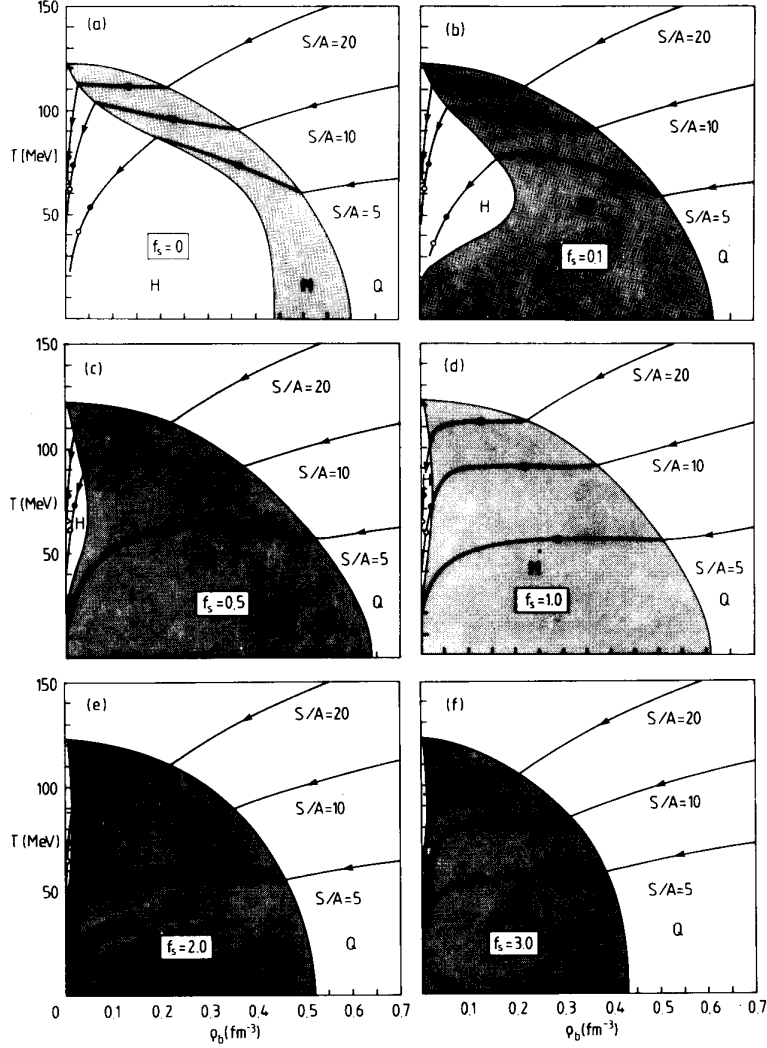 150
(a)
S/A=20
100
T (MeV)
S/A=10
50
S/A=5
f_s=0
H
M
Q
(b)
S/A=20
S/A=10
S/A=5
H
f_s=0.1
Q
150
(c)
S/A=20
100
S/A=10
T (MeV)
H
50
S/A=5
f_s=0.5
Q
(d)
S/A=20
S/A=10
S/A=5
M
f_s=1.0
Q
150
(e)
S/A=20
100
S/A=10
T (MeV)
50
S/A=5
Q
f_s=2.0
0
0 0.1 0.2 0.3 0.4 0.5 0.6 0.7
ρ_b(fm⁻³)
(f)
S/A=20
S/A=10
S/A=5
Q
f_s=3.0
0.1 0.2 0.3 0.4 0.5 0.6 0.7
ρ_b(fm⁻³)